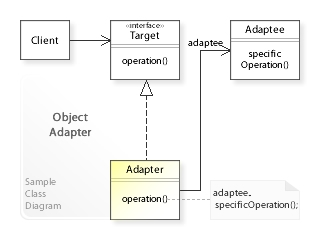 Client
«interface»
Target
operation()
adaptee
Adaptee
specific
Operation()
Object
Adapter
Adapter
operation()
adaptee.
specificOperation();
Sample
Class
Diagram